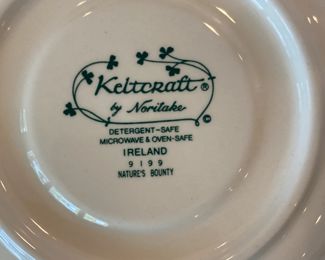 Keltcraft®
by Noritake
©
DETERGENT-SAFE
MICROWAVE & OVEN-SAFE
IRELAND
9199
NATURE'S BOUNTY